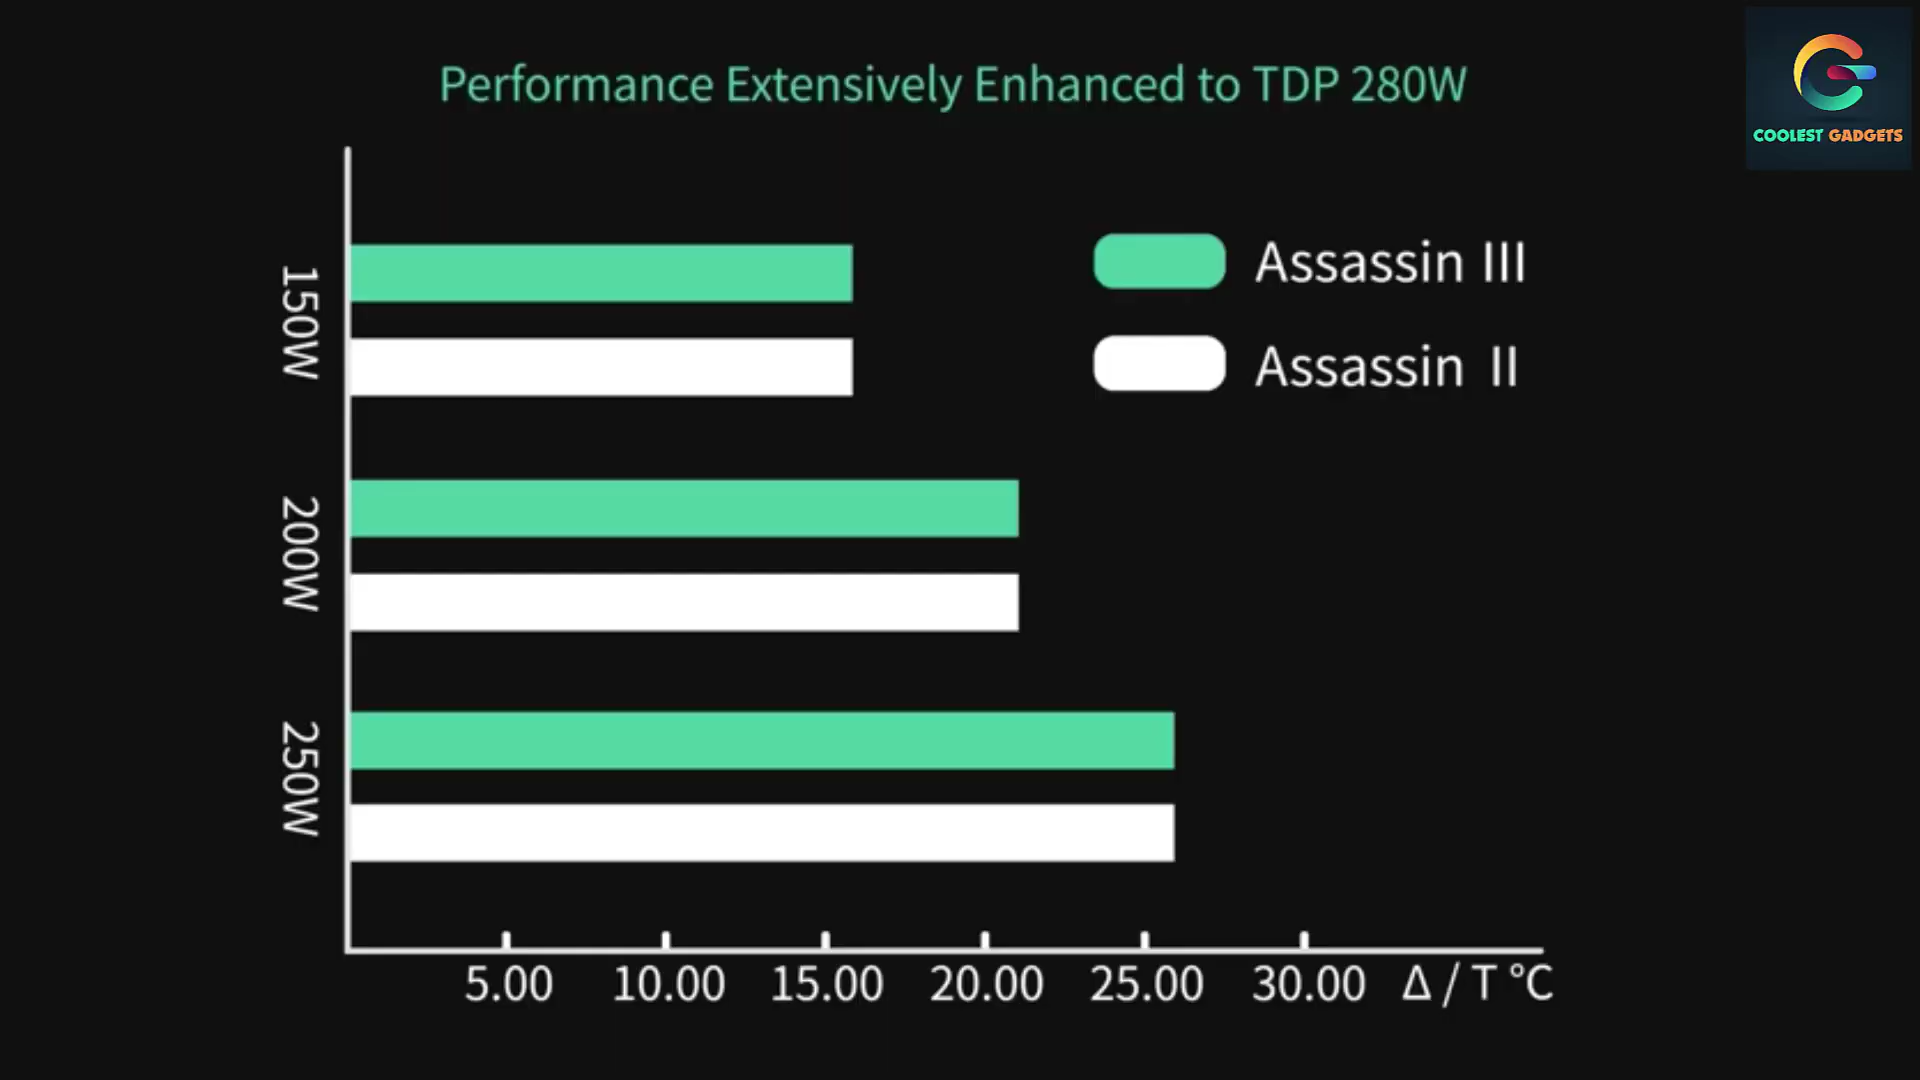 Performance Extensively Enhanced to TDP 280W
COOLEST GADGETS
Assassin III
Assassin II
150W
200W
250W
5.00 10.00 15.00 20.00 25.00 30.00 Δ / T °C